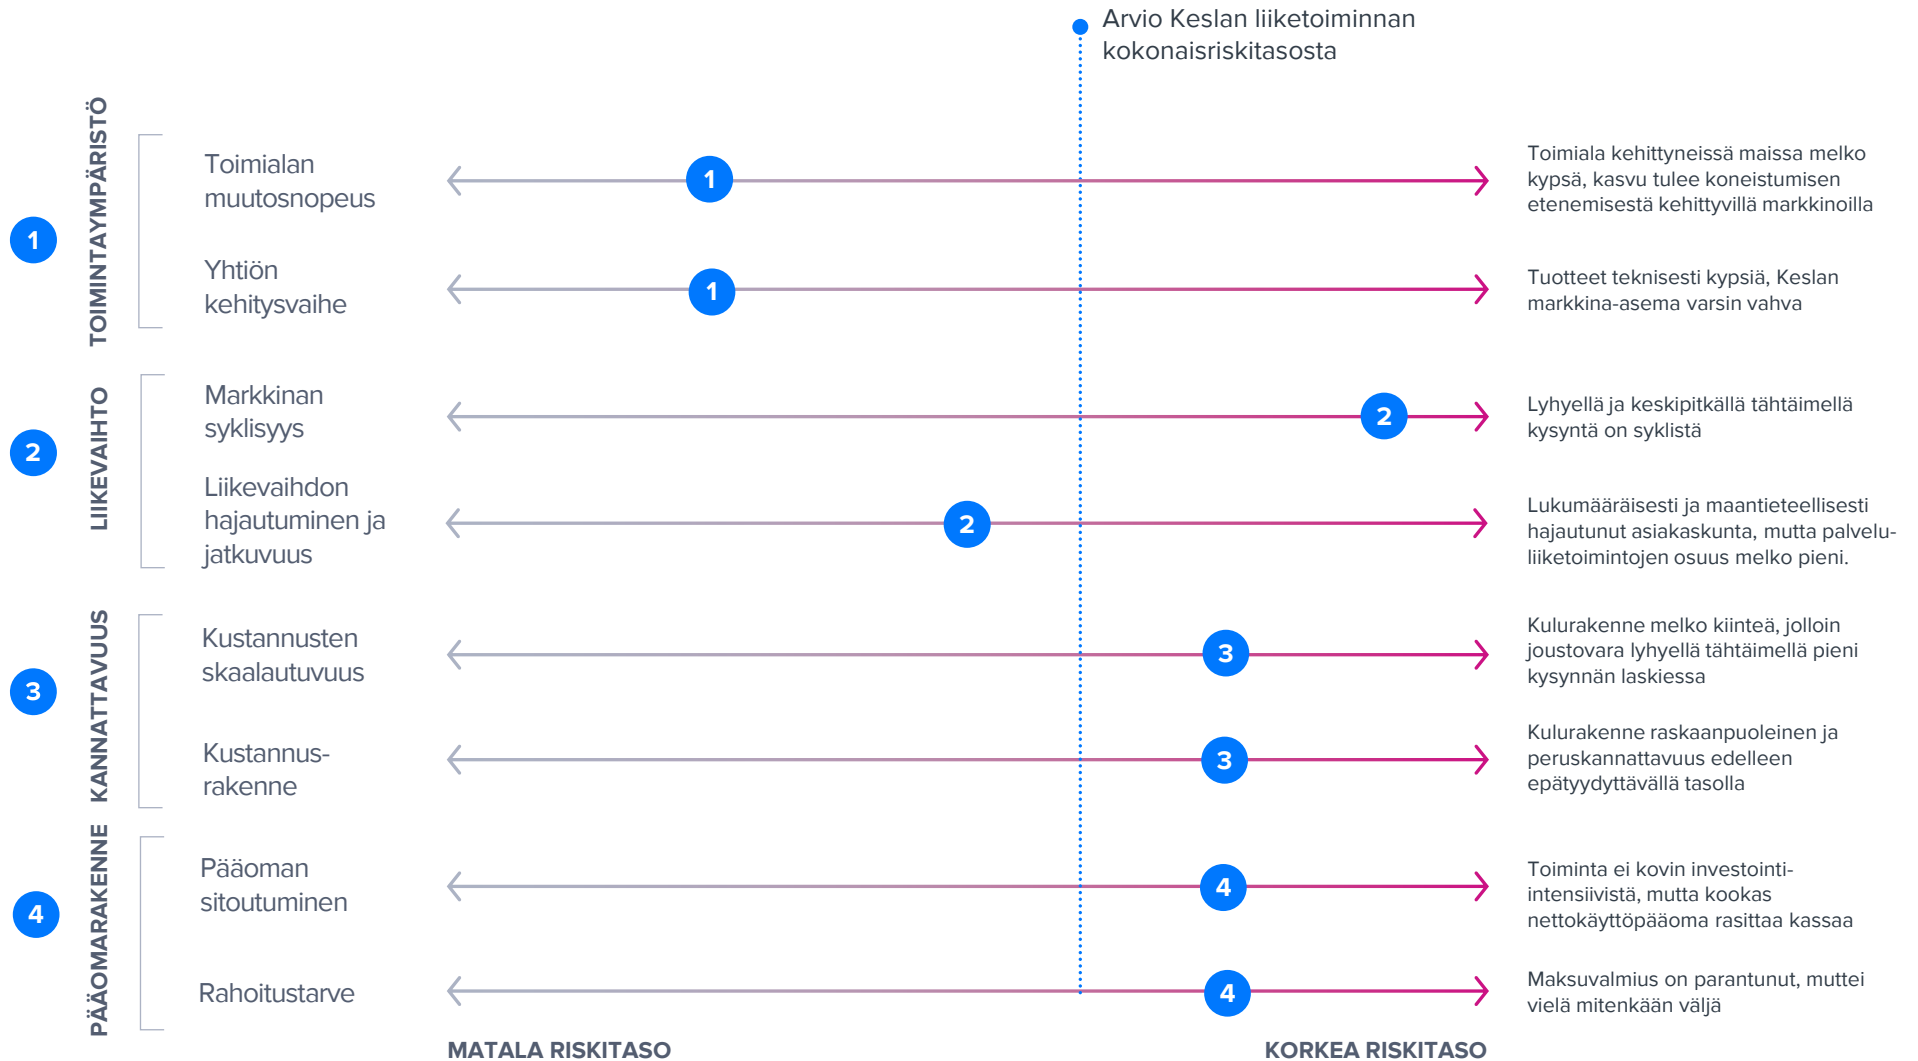 Arvio Keslan liiketoiminnan
kokonaisriskitasosta
1
TOIMINTAYMPÄRISTÖ
Toimialan
muutosnopeus
1
Toimiala kehittyneissä maissa melko
kypsä, kasvu tulee koneistumisen
etenemisestä kehittyvillä markkinoilla
Yhtiön
kehitysvaihe
1
Tuotteet teknisesti kypsiä, Keslan
markkina-asema varsin vahva
2
LIIKEVAIHTO
Markkinan
syklisyys
2
Lyhyellä ja keskipitkällä tähtäimellä
kysyntä on syklistä
Liikevaihdon
hajautuminen ja
jatkuvuus
2
Lukumääräisesti ja maantieteellisesti
hajautunut asiakaskunta, mutta palvelu-
liiketoimintojen osuus melko pieni.
3
KANNATTAVUUS
Kustannusten
skaalautuvuus
3
Kulurakenne melko kiinteä, jolloin
joustovara lyhyellä tähtäimellä pieni
kysynnän laskiessa
Kustannus-
rakenne
3
Kulurakenne raskaanpuoleinen ja
peruskannattavuus edelleen
epätyydyttävällä tasolla
4
PÄÄOMARAKENNE
Pääoman
sitoutuminen
4
Toiminta ei kovin investointi-
intensiivistä, mutta kookas
nettokäyttöpääoma rasittaa kassaa
Rahoitustarve
4
Maksuvalmius on parantunut, muttei
vielä mitenkään väljä
MATALA RISKITASO
KORKEA RISKITASO